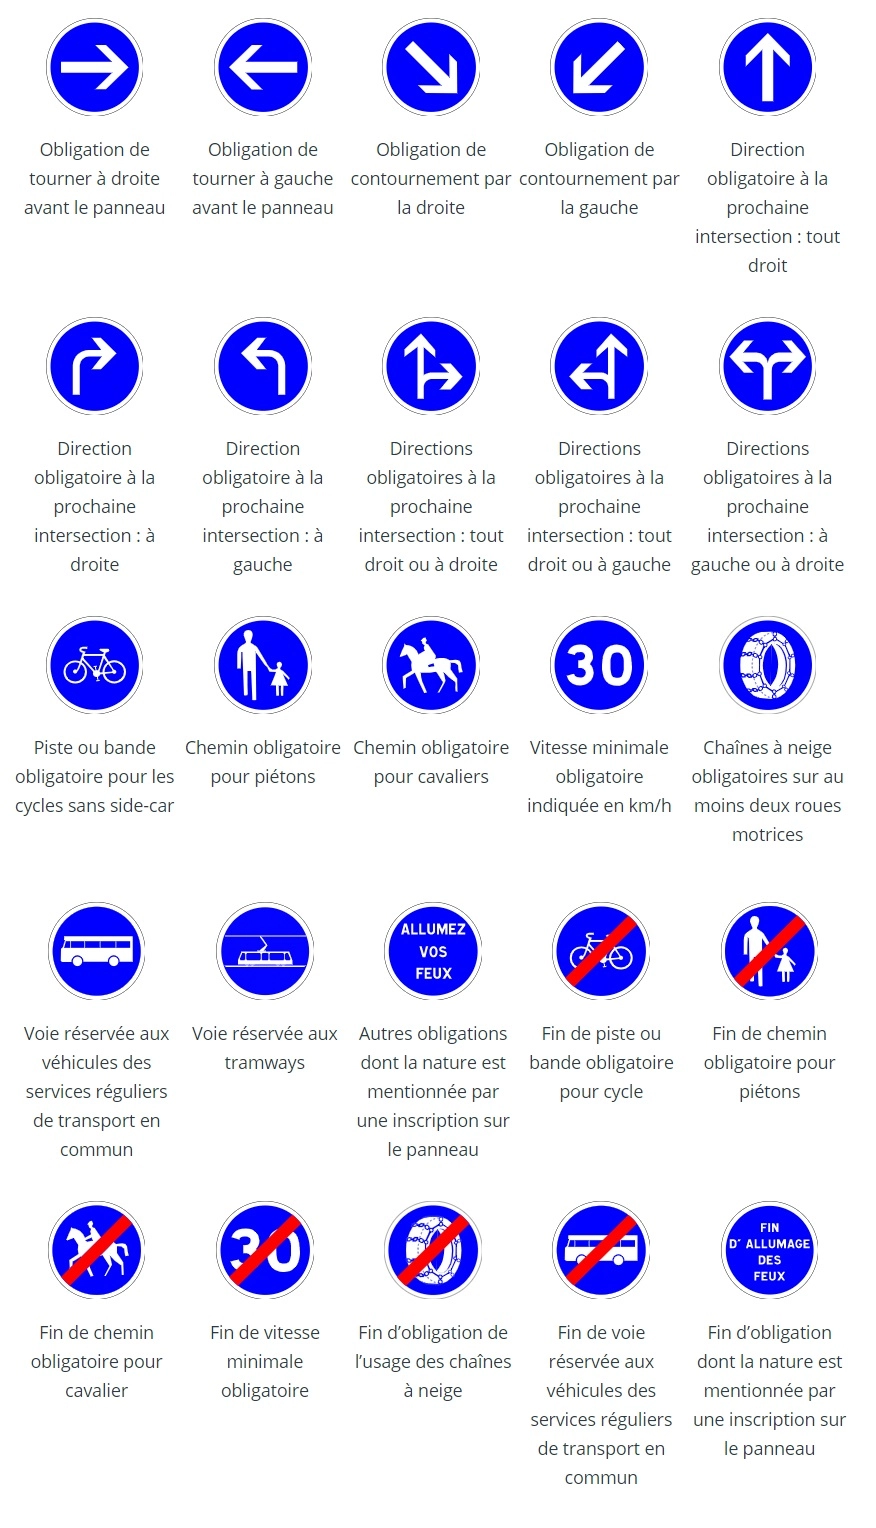 Obligation de
tourner à droite
avant le panneau
Obligation de
tourner à gauche
avant le panneau
Obligation de
contournement par
la droite
Obligation de
contournement par
la gauche
Direction
obligatoire à la
prochaine
intersection : tout
droit
Direction
obligatoire à la
prochaine
intersection : à
droite
Direction
obligatoire à la
prochaine
intersection : à
gauche
Directions
obligatoires à la
prochaine
intersection : tout
droit ou à droite
Directions
obligatoires à la
prochaine
intersection : tout
droit ou à gauche
Directions
obligatoires à la
prochaine
intersection : à
gauche ou à droite
Piste ou bande
obligatoire pour les
cycles sans side-car
Chemin obligatoire
pour piétons
Chemin obligatoire
pour cavaliers
30
Vitesse minimale
obligatoire
indiquée en km/h
Chaînes à neige
obligatoires sur au
moins deux roues
motrices
Voie réservée aux
véhicules des
services réguliers
de transport en
commun
Voie réservée aux
tramways
ALLUMEZ
VOS
FEUX
Autres obligations
dont la nature est
mentionnée par
une inscription sur
le panneau
Fin de piste ou
bande obligatoire
pour cycle
Fin de chemin
obligatoire pour
piétons
Fin de chemin
obligatoire pour
cavalier
30
Fin de vitesse
minimale
obligatoire
Fin d’obligation de
l’usage des chaînes
à neige
Fin de voie
réservée aux
véhicules des
services réguliers
de transport en
commun
FIN
D' ALLUMAGE
DES
FEUX
Fin d’obligation
dont la nature est
mentionnée par
une inscription sur
le panneau